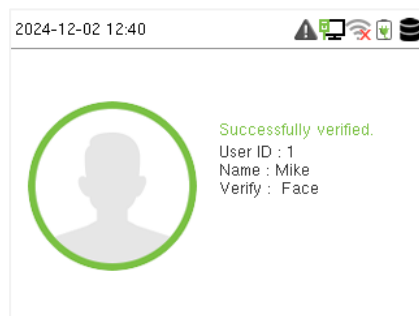 2024-12-02 12:40
Successfully verified.
User ID : 1
Name : Mike
Verify : Face